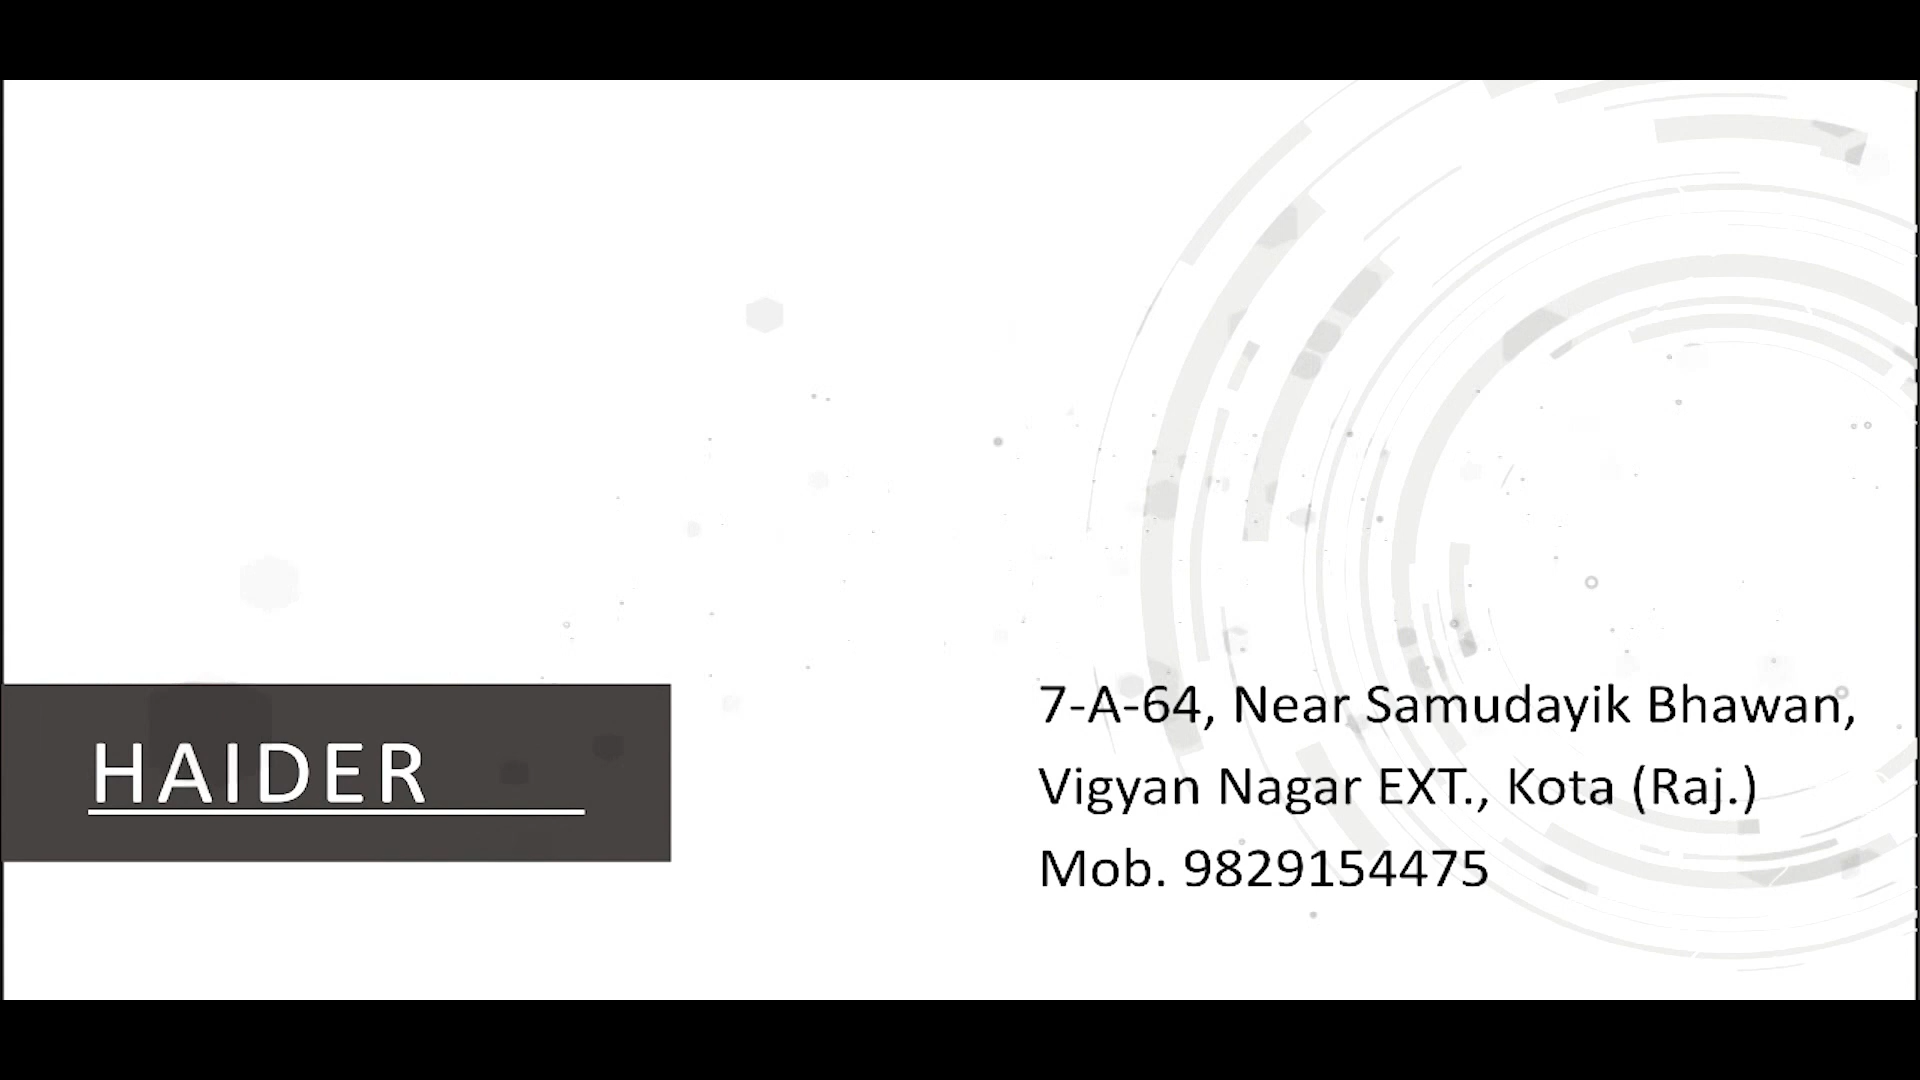 HAIDER
7-A-64, Near Samudayik Bhawan,
Vigyan Nagar EXT., Kota (Raj.)
Mob. 9829154475